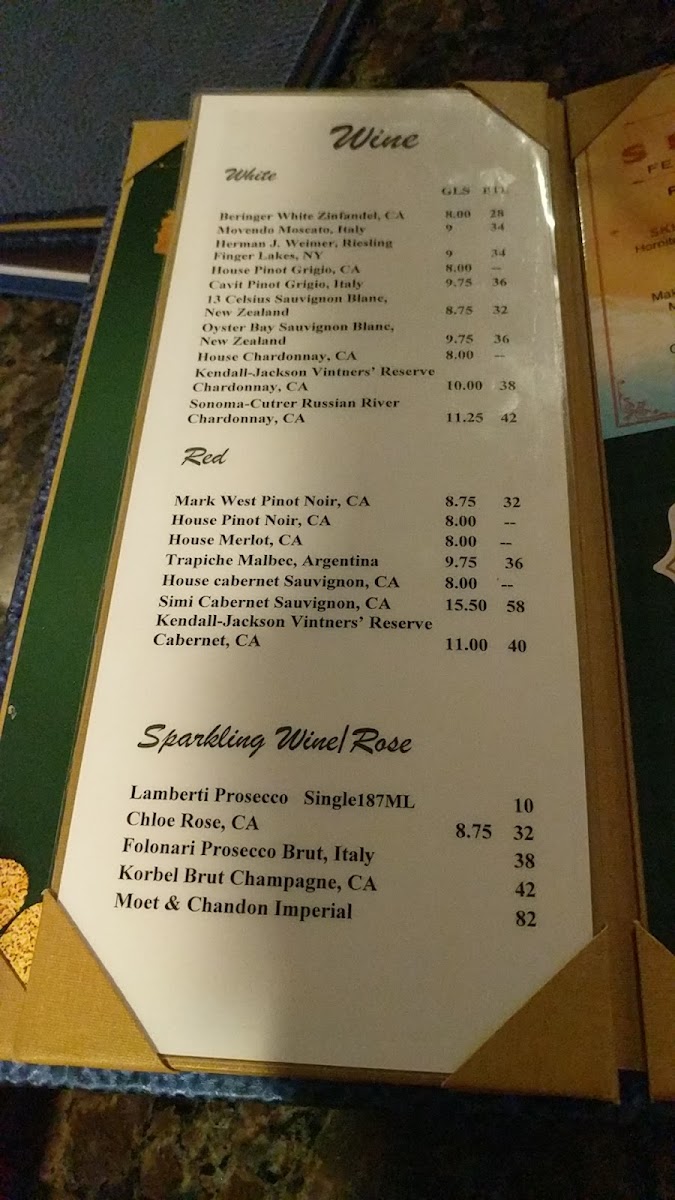 Wine
White
GLS BTL
Beringer White Zinfandel, CA 8.00 28
Movendo Moscato, Italy 9 34
Herman J. Weimer, Riesling
Finger Lakes, NY 9 34
House Pinot Grigio, CA 8.00 --
Cavit Pinot Grigio, Italy 9.75 36
13 Celsius Sauvignon Blanc,
New Zealand 8.75 32
Oyster Bay Sauvignon Blanc,
New Zealand 9.75 36
House Chardonnay, CA 8.00 --
Kendall-Jackson Vintners' Reserve
Chardonnay, CA 10.00 38
Sonoma-Cutrer Russian River
Chardonnay, CA 11.25 42
Red
Mark West Pinot Noir, CA 8.75 32
House Pinot Noir, CA 8.00 --
House Merlot, CA 8.00 --
Trapiche Malbec, Argentina 9.75 36
House cabernet Sauvignon, CA 8.00 --
Simi Cabernet Sauvignon, CA 15.50 58
Kendall-Jackson Vintners' Reserve
Cabernet, CA 11.00 40
Sparkling Wine/Rose
Lamberti Prosecco Single187ML 10
Chloe Rose, CA 8.75 32
Folonari Prosecco Brut, Italy 38
Korbel Brut Champagne, CA 42
Moet & Chandon Imperial 82